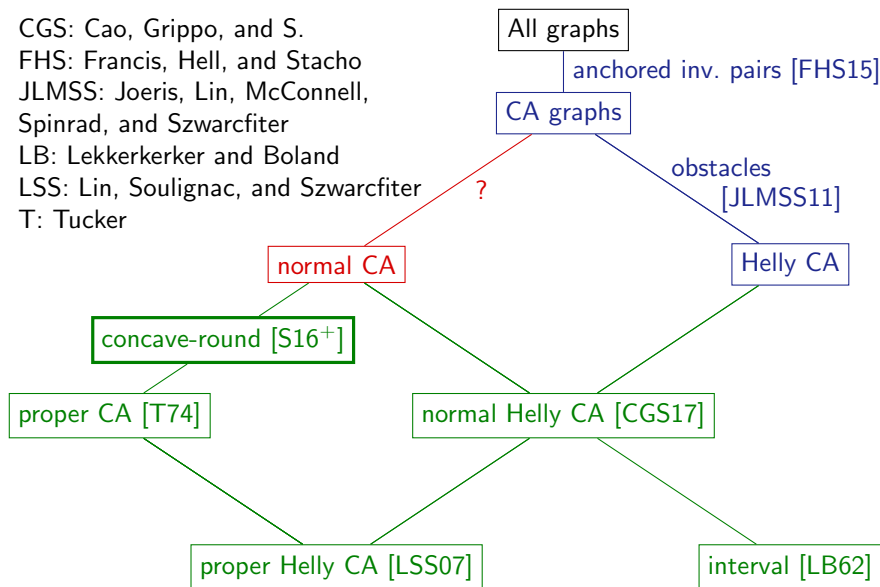 CGS: Cao, Grippo, and S.
FHS: Francis, Hell, and Stacho
JLMSS: Joeris, Lin, McConnell,
Spinrad, and Szwarcfiter
LB: Lekkerkerker and Boland
LSS: Lin, Soulignac, and Szwarcfiter
T: Tucker
All graphs
anchored inv. pairs [FHS15]
CA graphs
?
obstacles
[JLMSS11]
normal CA
Helly CA
concave-round [S16⁺]
proper CA [T74]
normal Helly CA [CGS17]
proper Helly CA [LSS07]
interval [LB62]